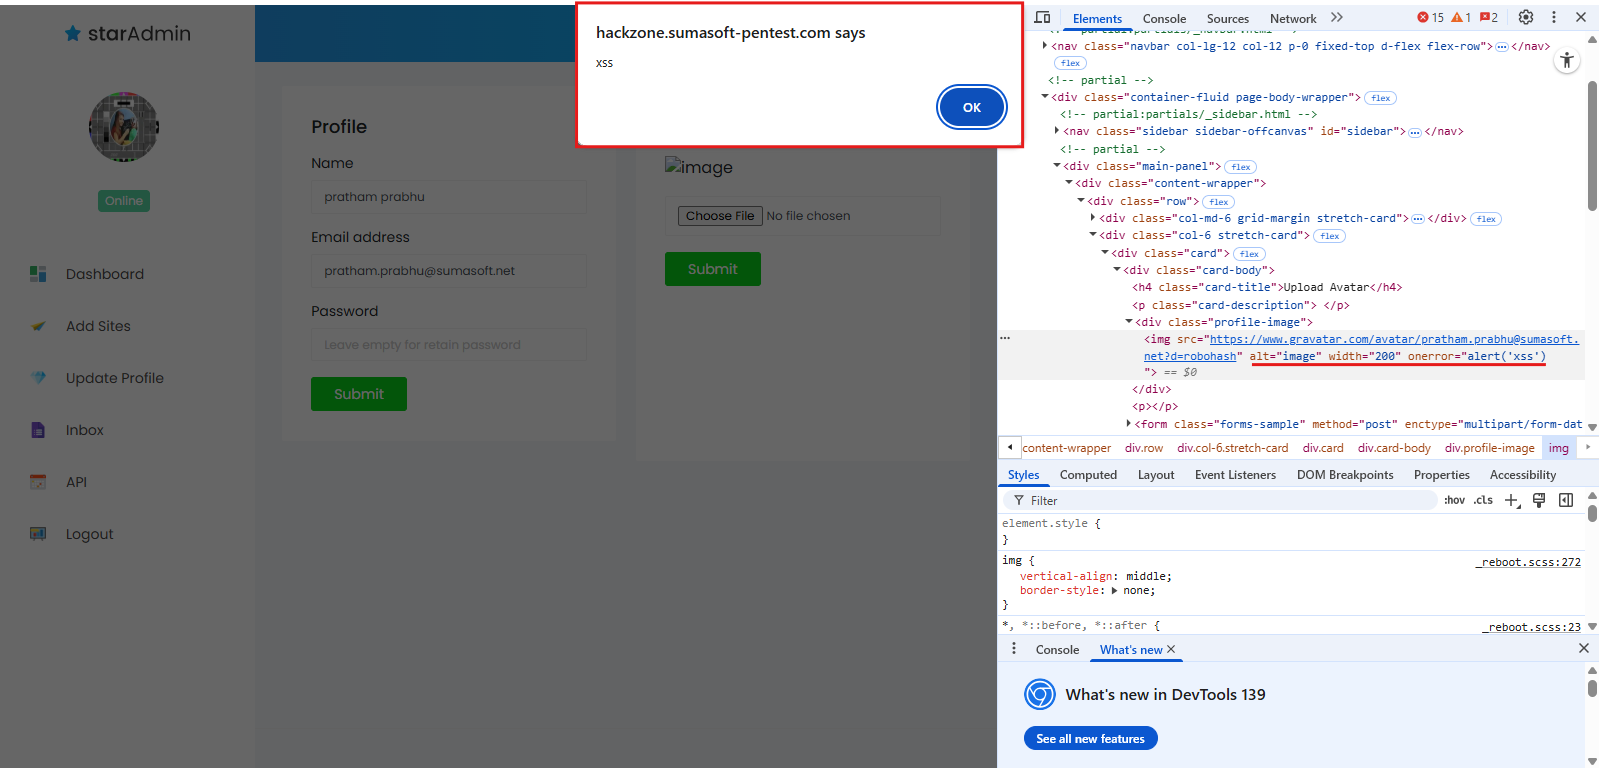 starAdmin
Online
Dashboard
Add Sites
Update Profile
Inbox
API
Logout
Profile
Name
pratham prabhu
Email address
pratham.prabhu@sumasoft.net
Password
Leave empty for retain password
Submit
hackzone.sumasoft-pentest.com says
xss
OK
image
Choose File No file chosen
Submit
Elements Console Sources Network 15 1 2
<nav class="navbar col-lg-12 col-12 p-0 fixed-top d-flex flex-row"> </nav>
flex
<!-- partial -->
<div class="container-fluid page-body-wrapper"> flex
<!-- partial:partials/_sidebar.html -->
<nav class="sidebar sidebar-offcanvas" id="sidebar"> </nav>
<!-- partial -->
<div class="main-panel"> flex
<div class="content-wrapper">
<div class="row"> flex
<div class="col-md-6 grid-margin stretch-card"> </div> flex
<div class="col-6 stretch-card"> flex
<div class="card"> flex
<div class="card-body">
<h4 class="card-title">Upload Avatar</h4>
<p class="card-description"> </p>
<div class="profile-image">
<img src="https://www.gravatar.com/avatar/pratham.prabhu@sumasoft.
net?d=robohash" alt="image" width="200" onerror="alert('xss')
"> == $0
</div>
<p></p>
<form class="forms-sample" method="post" enctype="multipart/form-dat
content-wrapper div.row div.col-6.stretch-card div.card div.card-body div.profile-image img
Styles Computed Layout Event Listeners DOM Breakpoints Properties Accessibility
Filter :hov .cls
element.style {
}
img { _reboot.scss:272
vertical-align: middle;
border-style: none;
}
*, *::before, *::after { _reboot.scss:23
Console What's new
What's new in DevTools 139
See all new features